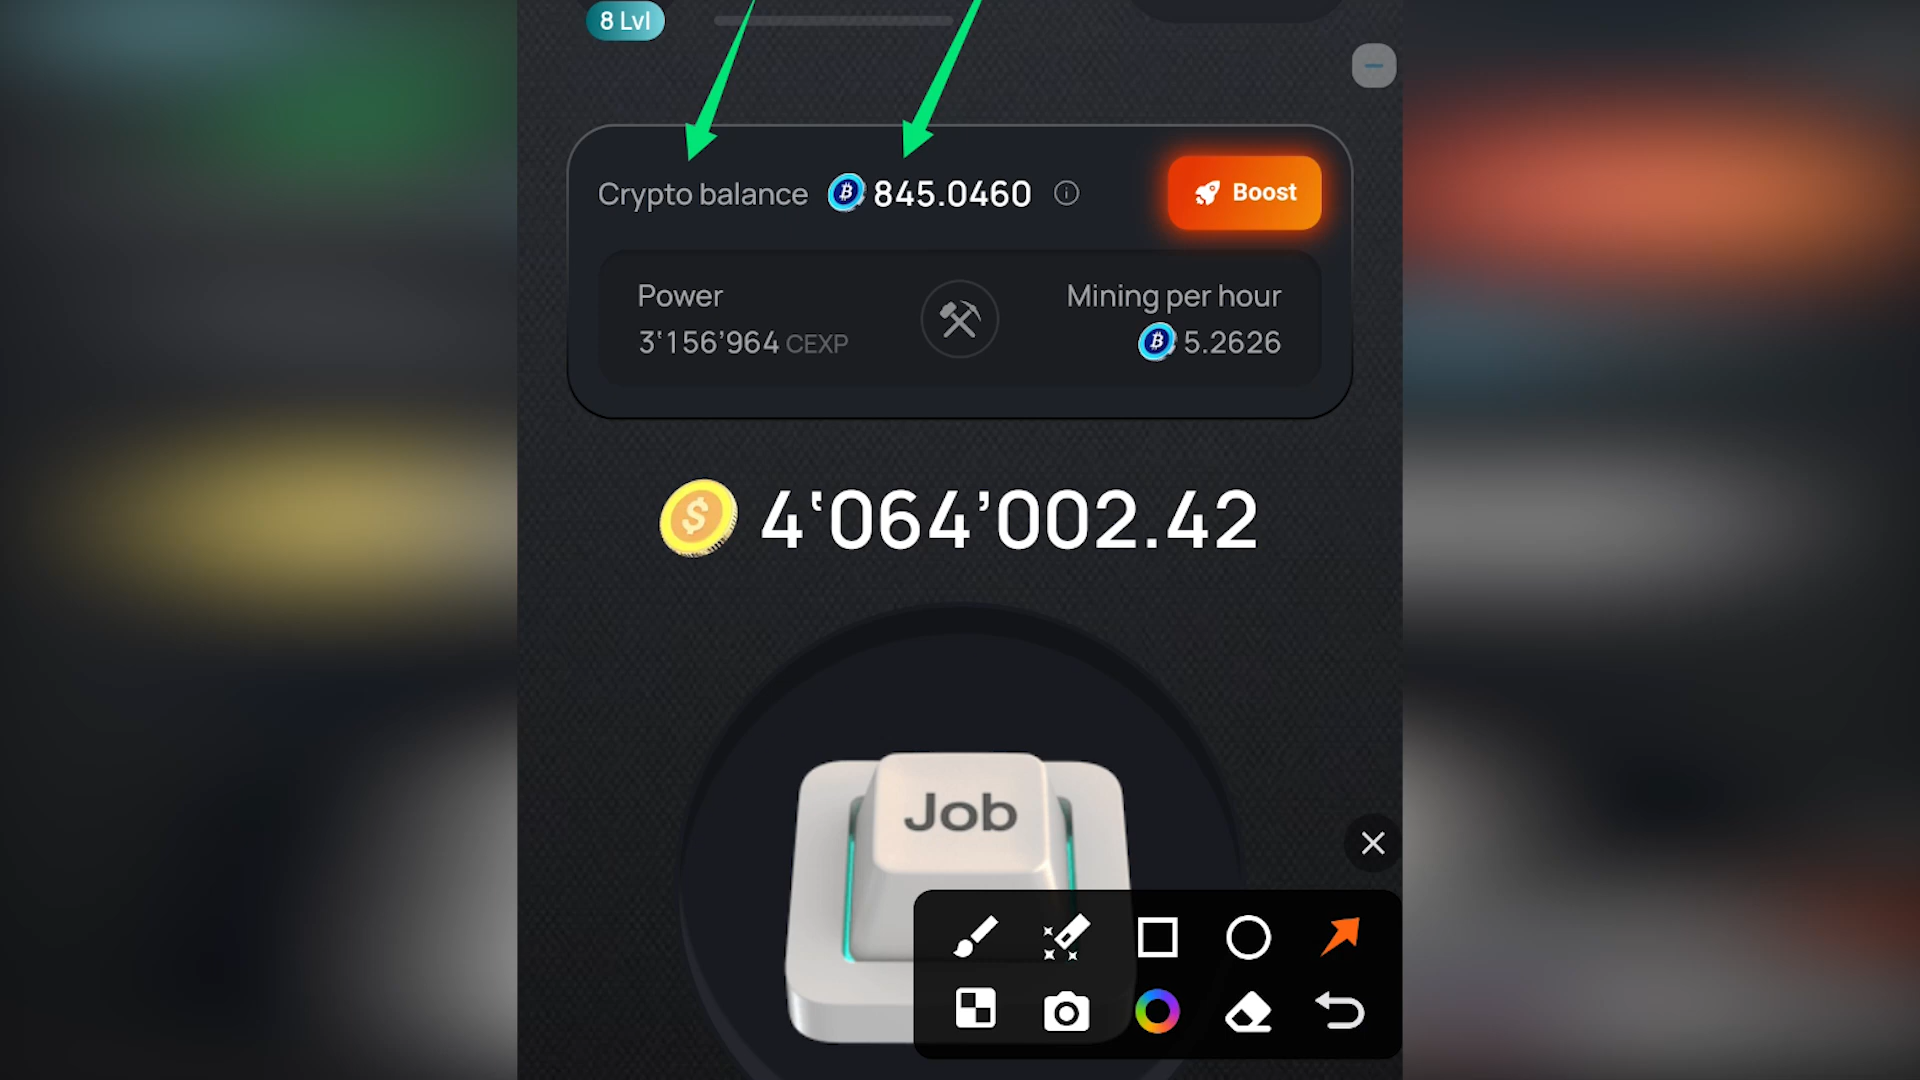 8 Lvl
Crypto balance 845.0460 Boost
Power Mining per hour
3‘156’964 CEXP 5.2626
4‘064’002.42
Job